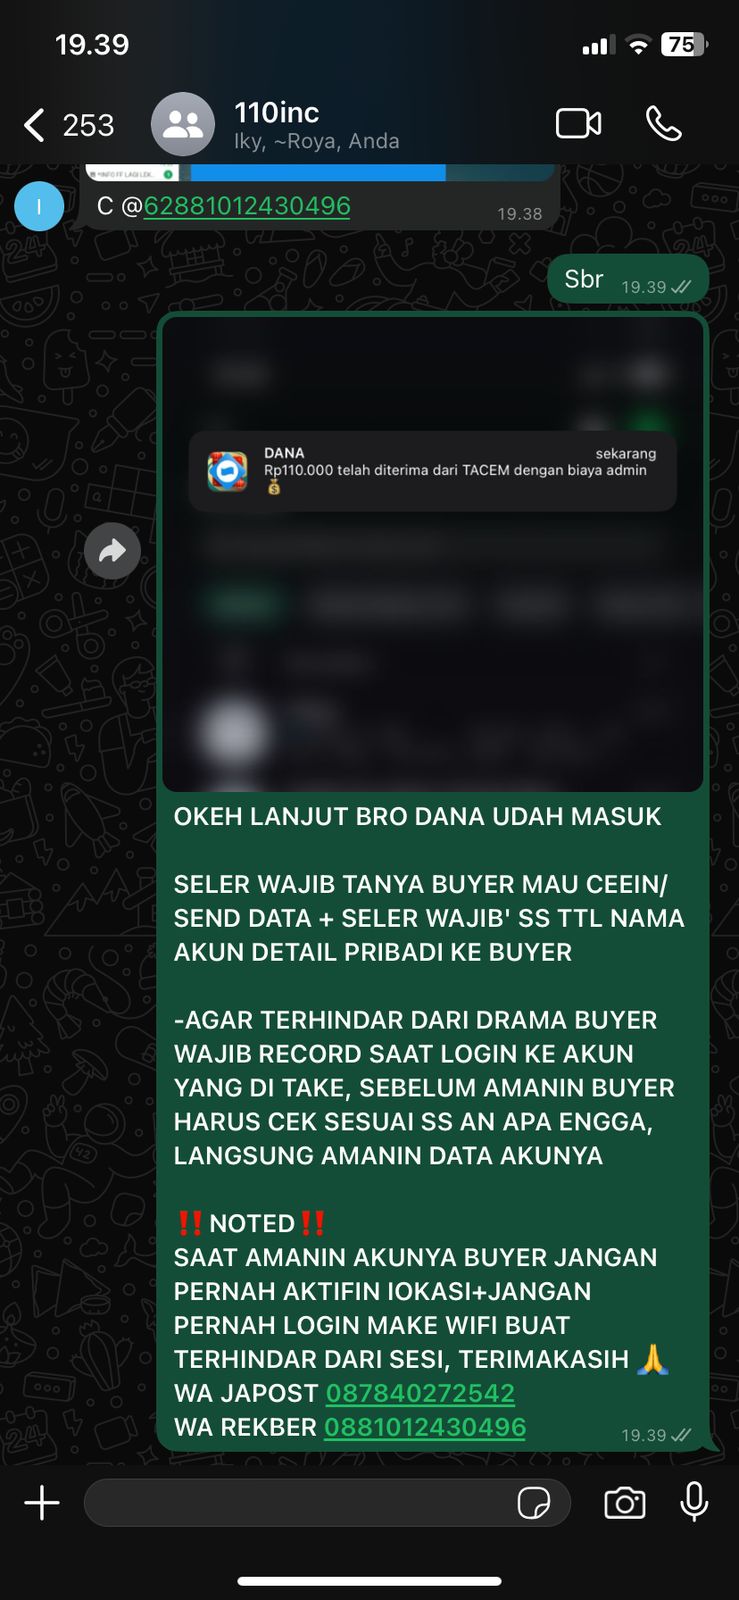 19.39
75
253
110inc
Iky, ~Roya, Anda
I
C @62881012430496
19.38
Sbr
19.39
DANA
sekarang
Rp110.000 telah diterima dari TACEM dengan biaya admin
💰
OKEH LANJUT BRO DANA UDAH MASUK
SELER WAJIB TANYA BUYER MAU CEEIN/
SEND DATA + SELER WAJIB' SS TTL NAMA
AKUN DETAIL PRIBADI KE BUYER
-AGAR TERHINDAR DARI DRAMA BUYER
WAJIB RECORD SAAT LOGIN KE AKUN
YANG DI TAKE, SEBELUM AMANIN BUYER
HARUS CEK SESUAI SS AN APA ENGGA,
LANGSUNG AMANIN DATA AKUNYA
‼️NOTED‼️
SAAT AMANIN AKUNYA BUYER JANGAN
PERNAH AKTIFIN lOKASI+JANGAN
PERNAH LOGIN MAKE WIFI BUAT
TERHINDAR DARI SESI, TERIMAKASIH 🙏
WA JAPOST 087840272542
WA REKBER 0881012430496
19.39